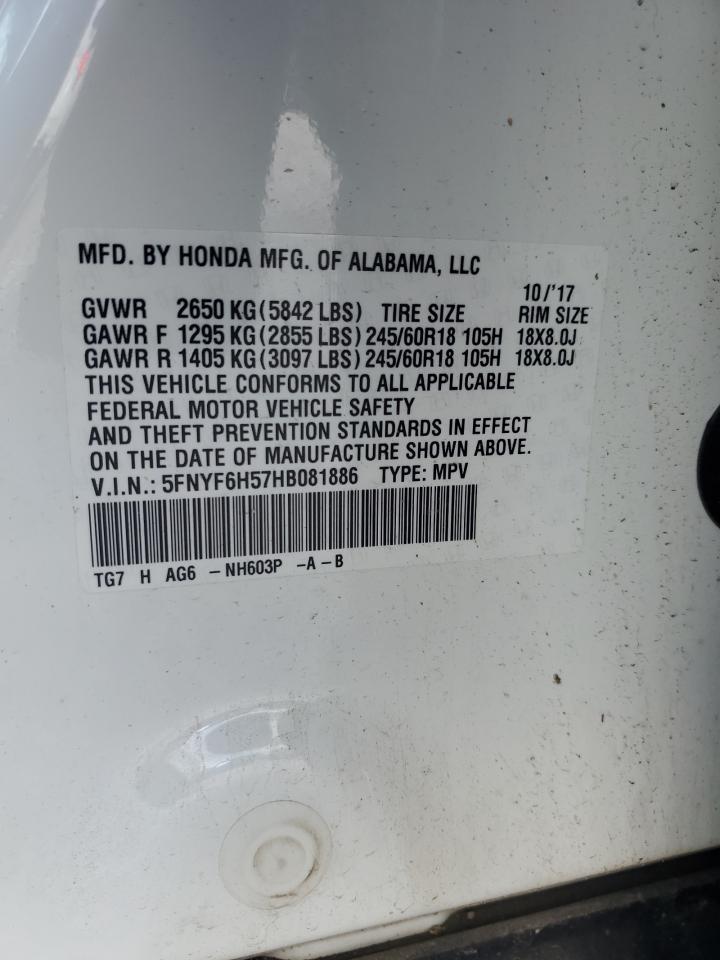 MFD. BY HONDA MFG. OF ALABAMA, LLC
10/'17
GVWR 2650 KG (5842 LBS) TIRE SIZE RIM SIZE
GAWR F 1295 KG (2855 LBS) 245/60R18 105H 18X8.0J
GAWR R 1405 KG (3097 LBS) 245/60R18 105H 18X8.0J
THIS VEHICLE CONFORMS TO ALL APPLICABLE
FEDERAL MOTOR VEHICLE SAFETY
AND THEFT PREVENTION STANDARDS IN EFFECT
ON THE DATE OF MANUFACTURE SHOWN ABOVE.
V.I.N.: 5FNYF6H57HB081886 TYPE: MPV
TG7 H AG6 -NH603P -A-B